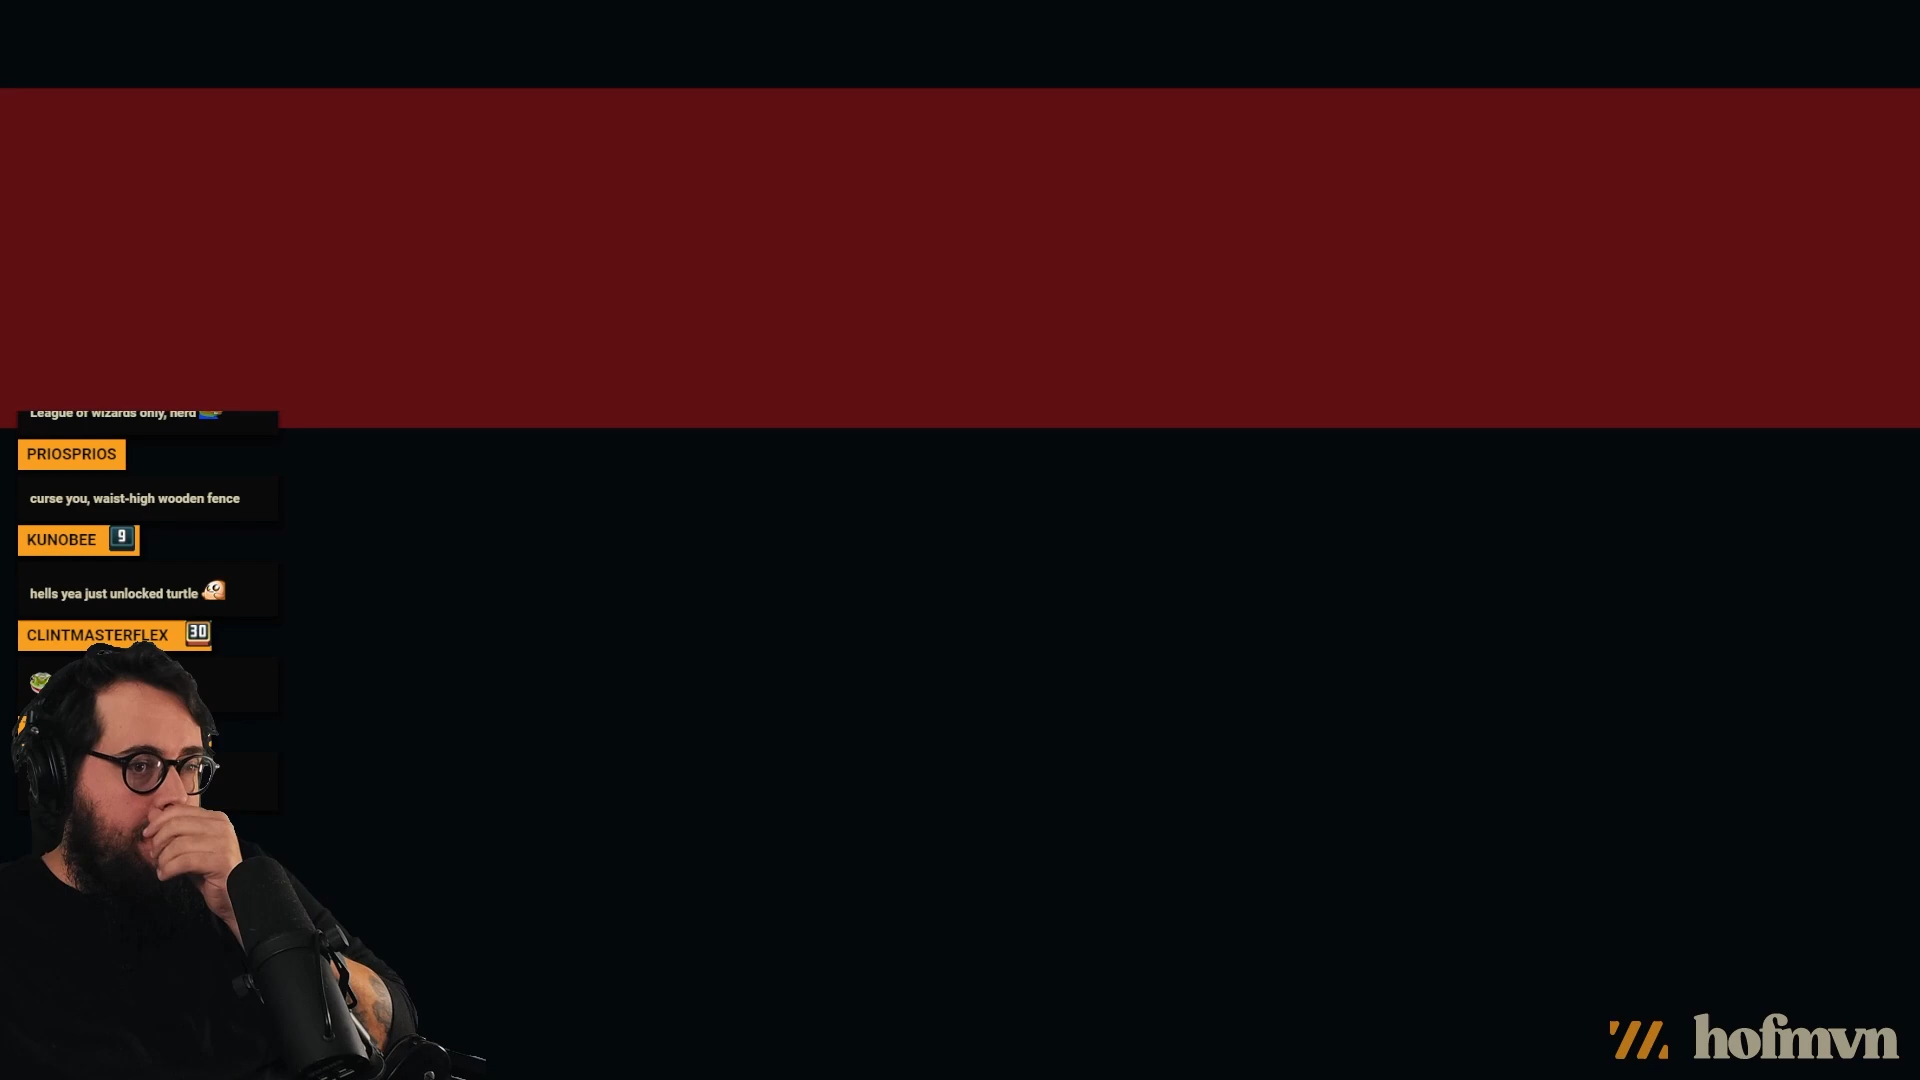 League of wizards only, nerd
PRIOSPRIOS
curse you, waist-high wooden fence
KUNOBEE 9
hells yea just unlocked turtle
CLINTMASTERFLEX 30
hofmvn